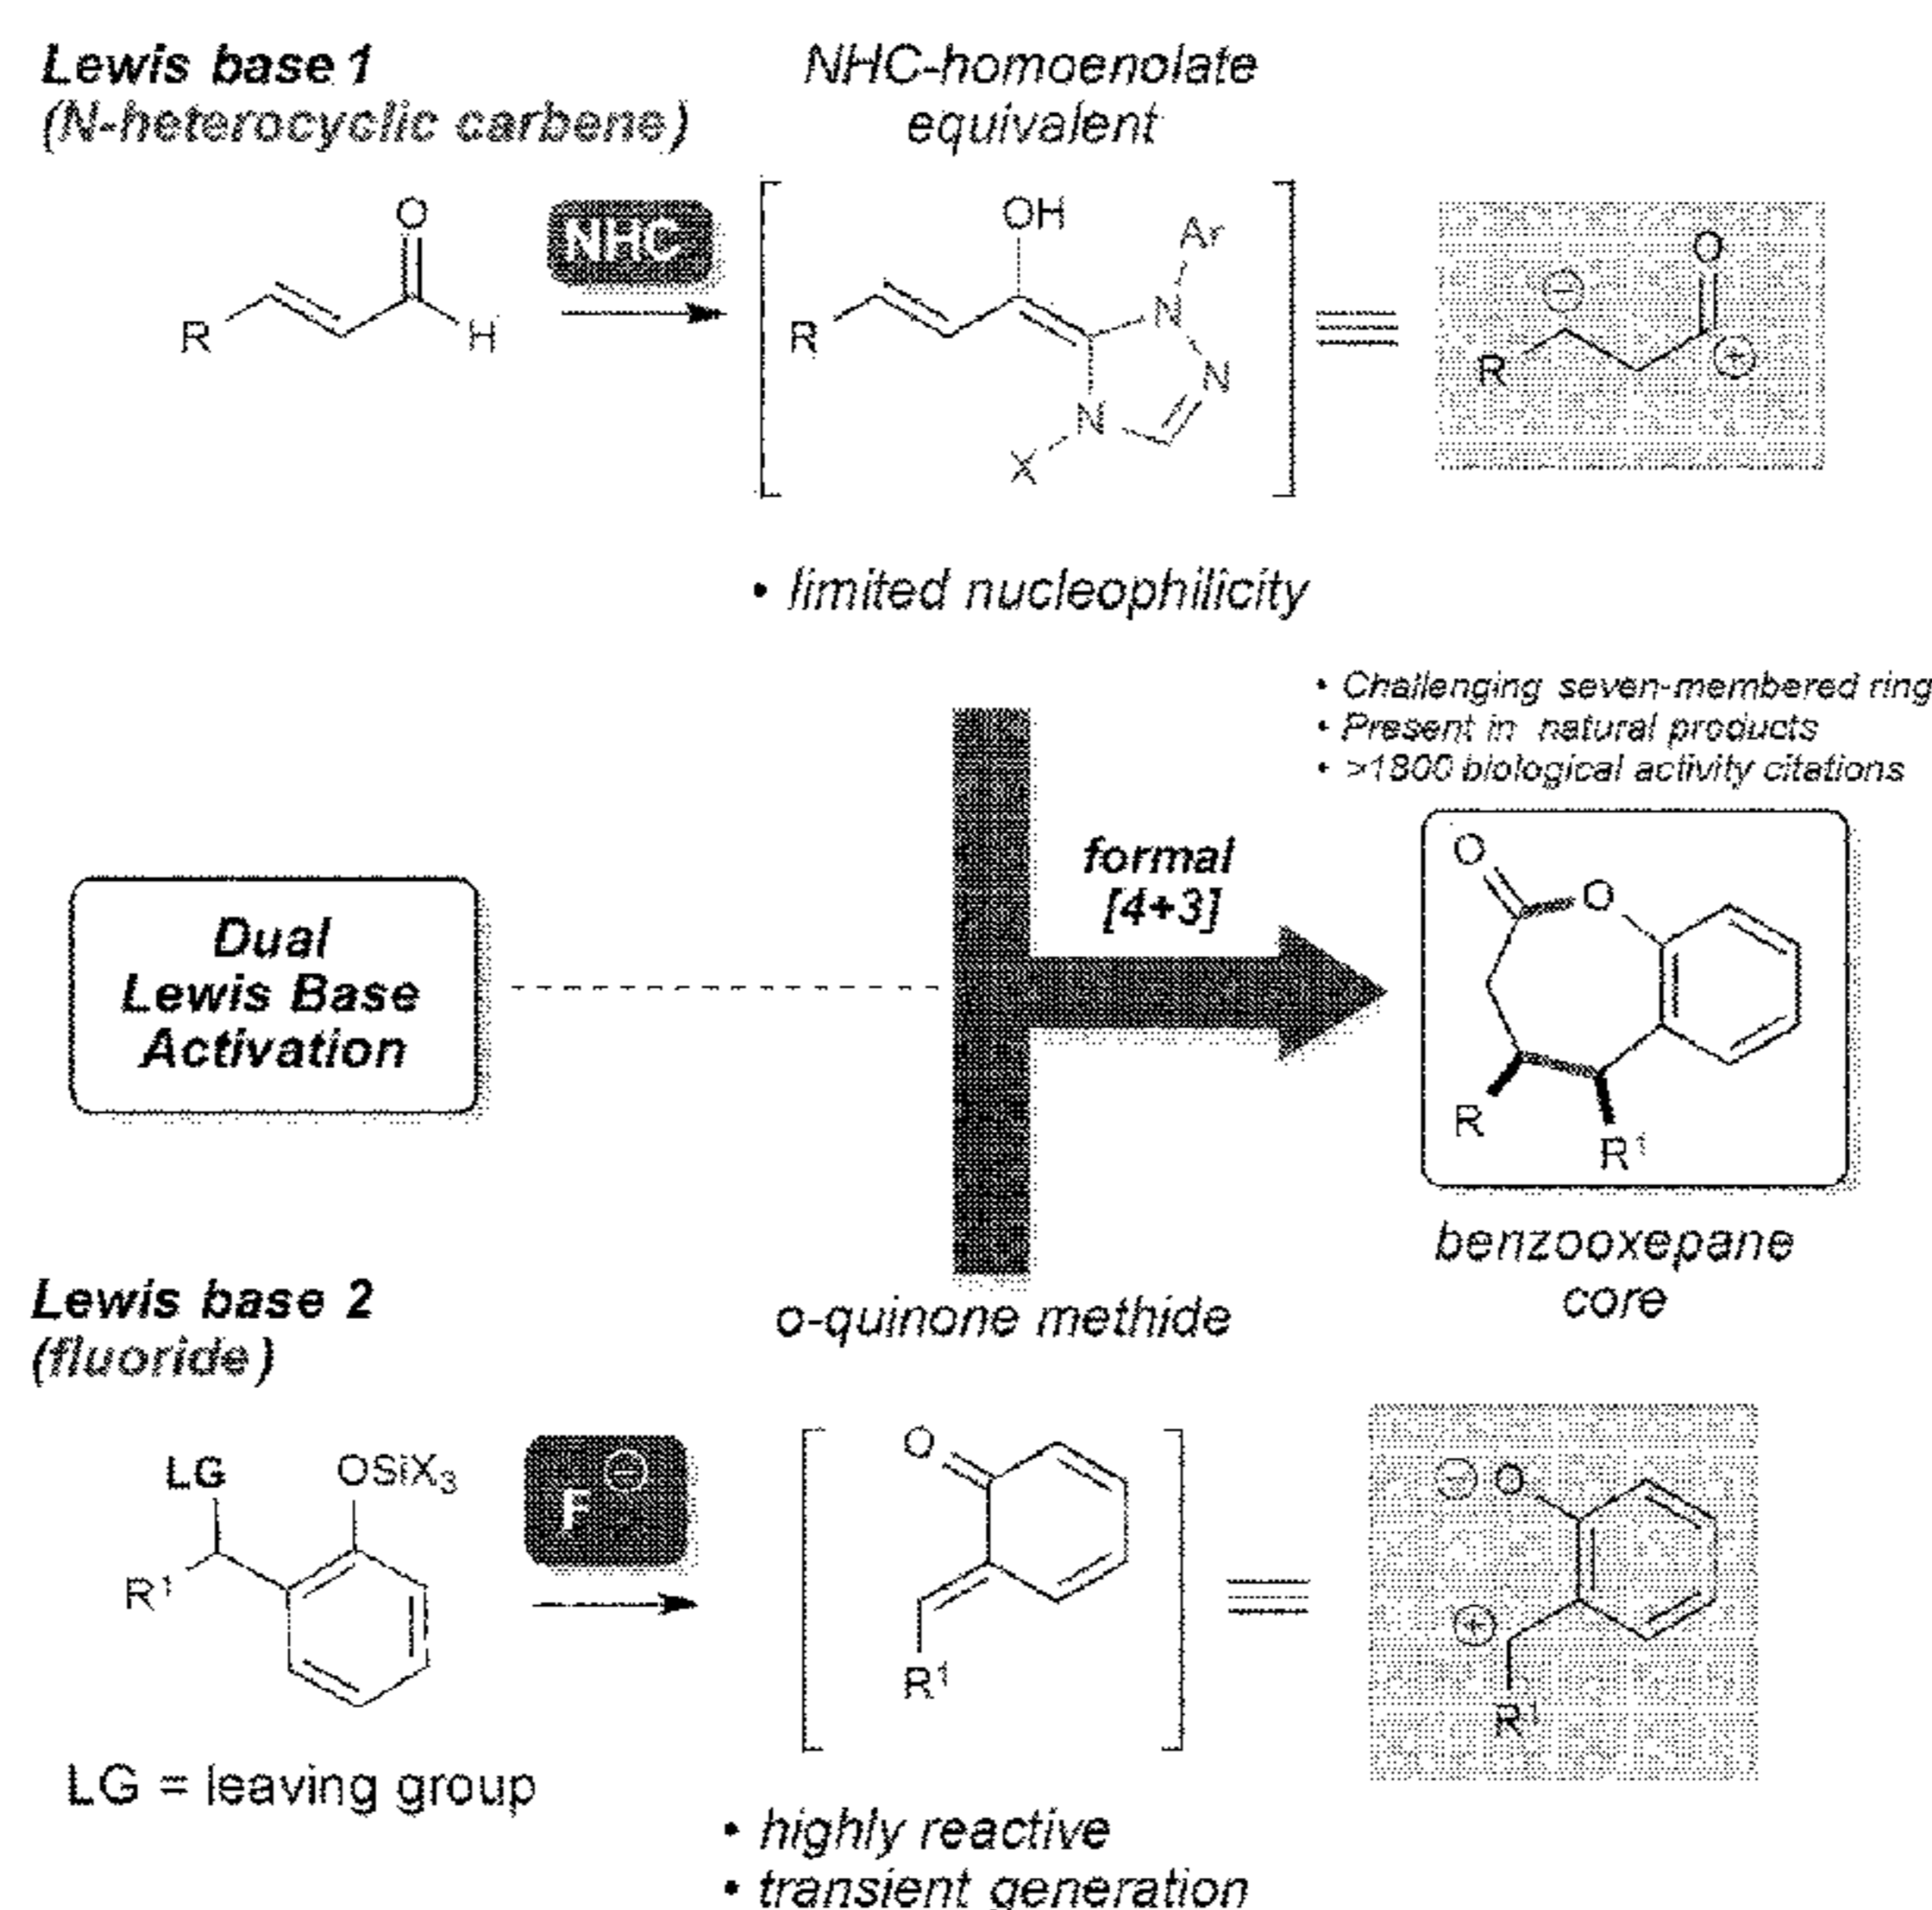 Lewis base 1
(N-heterocyclic carbene)
NHC-homoenolate
equivalent
R
O
H
NHC
R
OH
Ar
N
N
N
X
R
⊖
O
⊕
• limited nucleophilicity
• Challenging seven-membered ring
• Present in natural products
• >1800 biological activity citations
Dual
Lewis Base
Activation
formal
[4+3]
O
O
R
R1
benzooxepane
core
Lewis base 2
(fluoride)
o-quinone methide
LG
OSiX3
R1
F⊖
O
R1
⊖ O
⊕
R1
LG = leaving group
• highly reactive
• transient generation